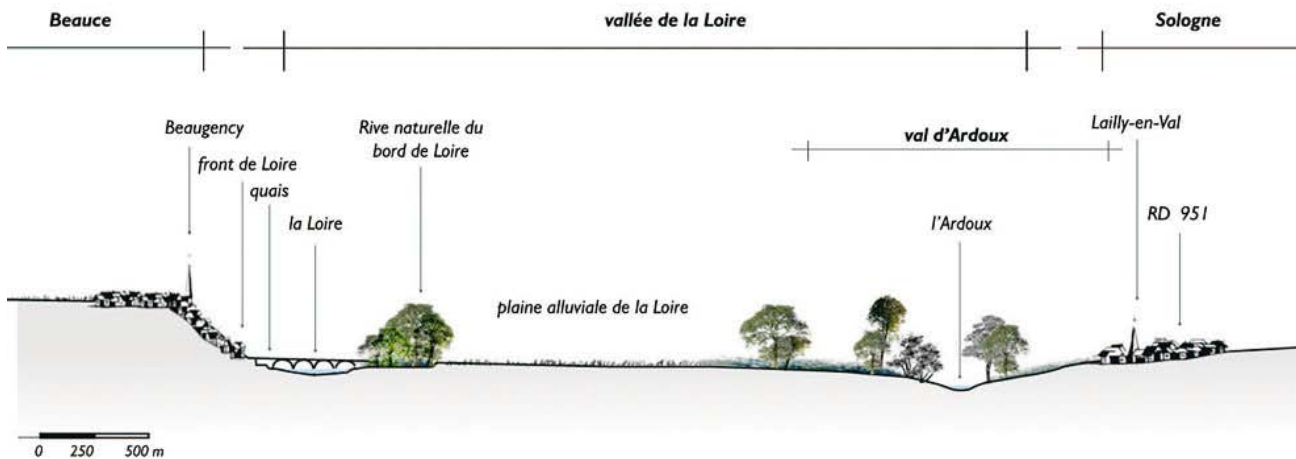 Beauce
vallée de la Loire
Sologne
Beaugency
Rive naturelle du
bord de Loire
val d'Ardoux
Lailly-en-Val
front de Loire
quais
la Loire
l'Ardoux
RD 951
plaine alluviale de la Loire
0 250 500 m